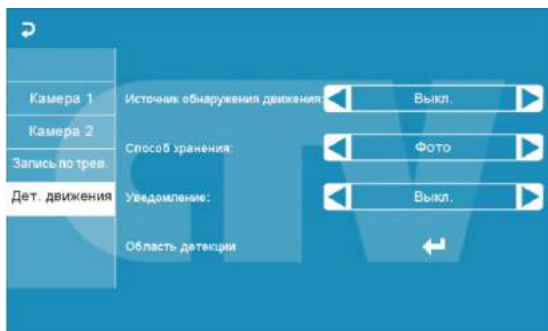 Источник обнаружения движения:
Выкл.
Камера 1
Камера 2
Способ хранения:
Фото
Запись по трев.
Дет. движения
Уведомление:
Выкл.
Область детекции
CTV